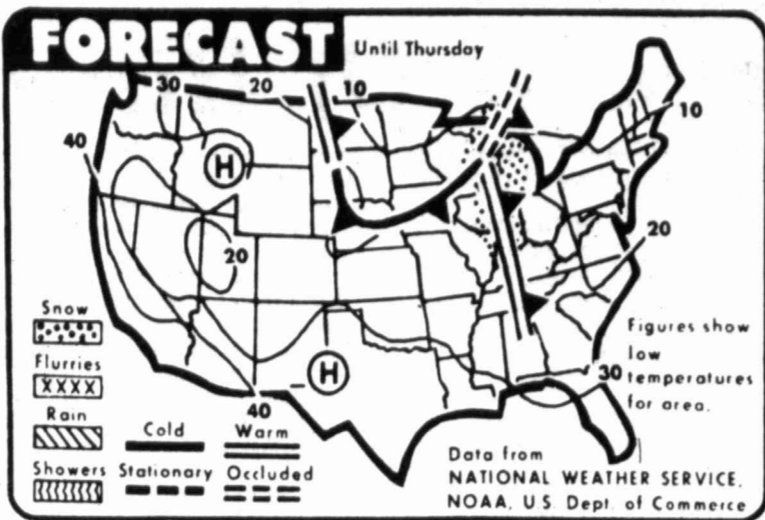 FORECAST
Until Thursday
30
20
10
10
40
H
20
20
Snow
Flurries
XXXX
Rain
Showers
Cold
Warm
Stationary
Occluded
H
40
30
Figures show
low
temperatures
for area.
Data from
NATIONAL WEATHER SERVICE,
NOAA, U.S. Dept. of Commerce